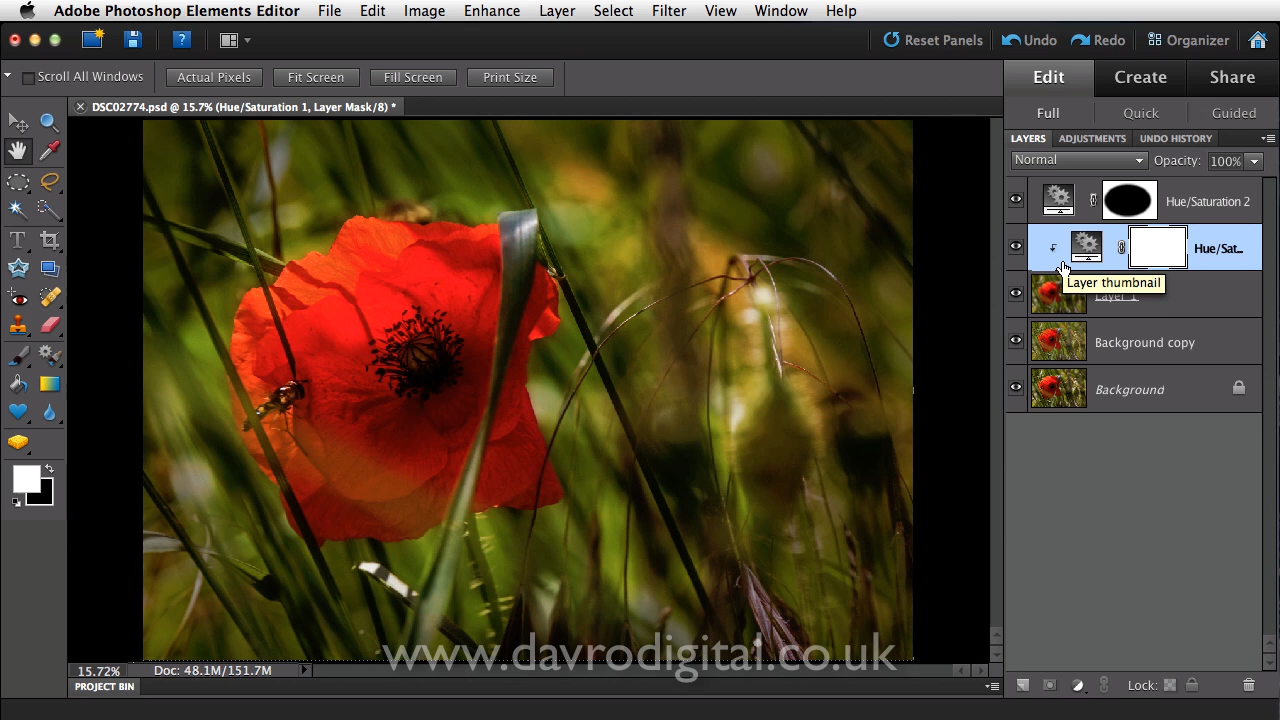 Adobe Photoshop Elements Editor File Edit Image Enhance Layer Select Filter View Window Help
? Reset Panels Undo Redo Organizer
Scroll All Windows Actual Pixels Fit Screen Fill Screen Print Size
Edit Create Share
DSC02774.psd @ 15.7% (Hue/Saturation 1, Layer Mask/8) *
Full Quick Guided
LAYERS ADJUSTMENTS UNDO HISTORY
Normal Opacity: 100%
Hue/Saturation 2
Hue/Sat...
Layer thumbnail
Layer 1
Background copy
Background
T
www.davrodigital.co.uk
15.72% Doc: 48.1M/151.7M
PROJECT BIN
Lock: